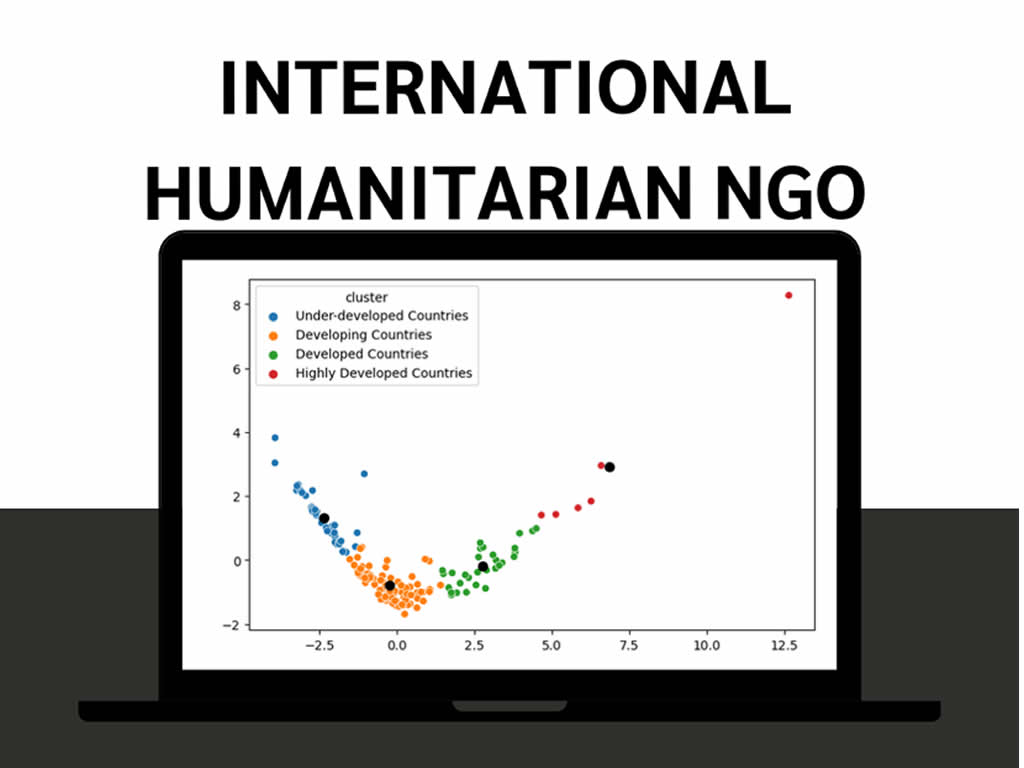 INTERNATIONAL
HUMANITARIAN NGO
cluster
Under-developed Countries
Developing Countries
Developed Countries
Highly Developed Countries
8
6
4
2
0
−2
−2.5 0.0 2.5 5.0 7.5 10.0 12.5